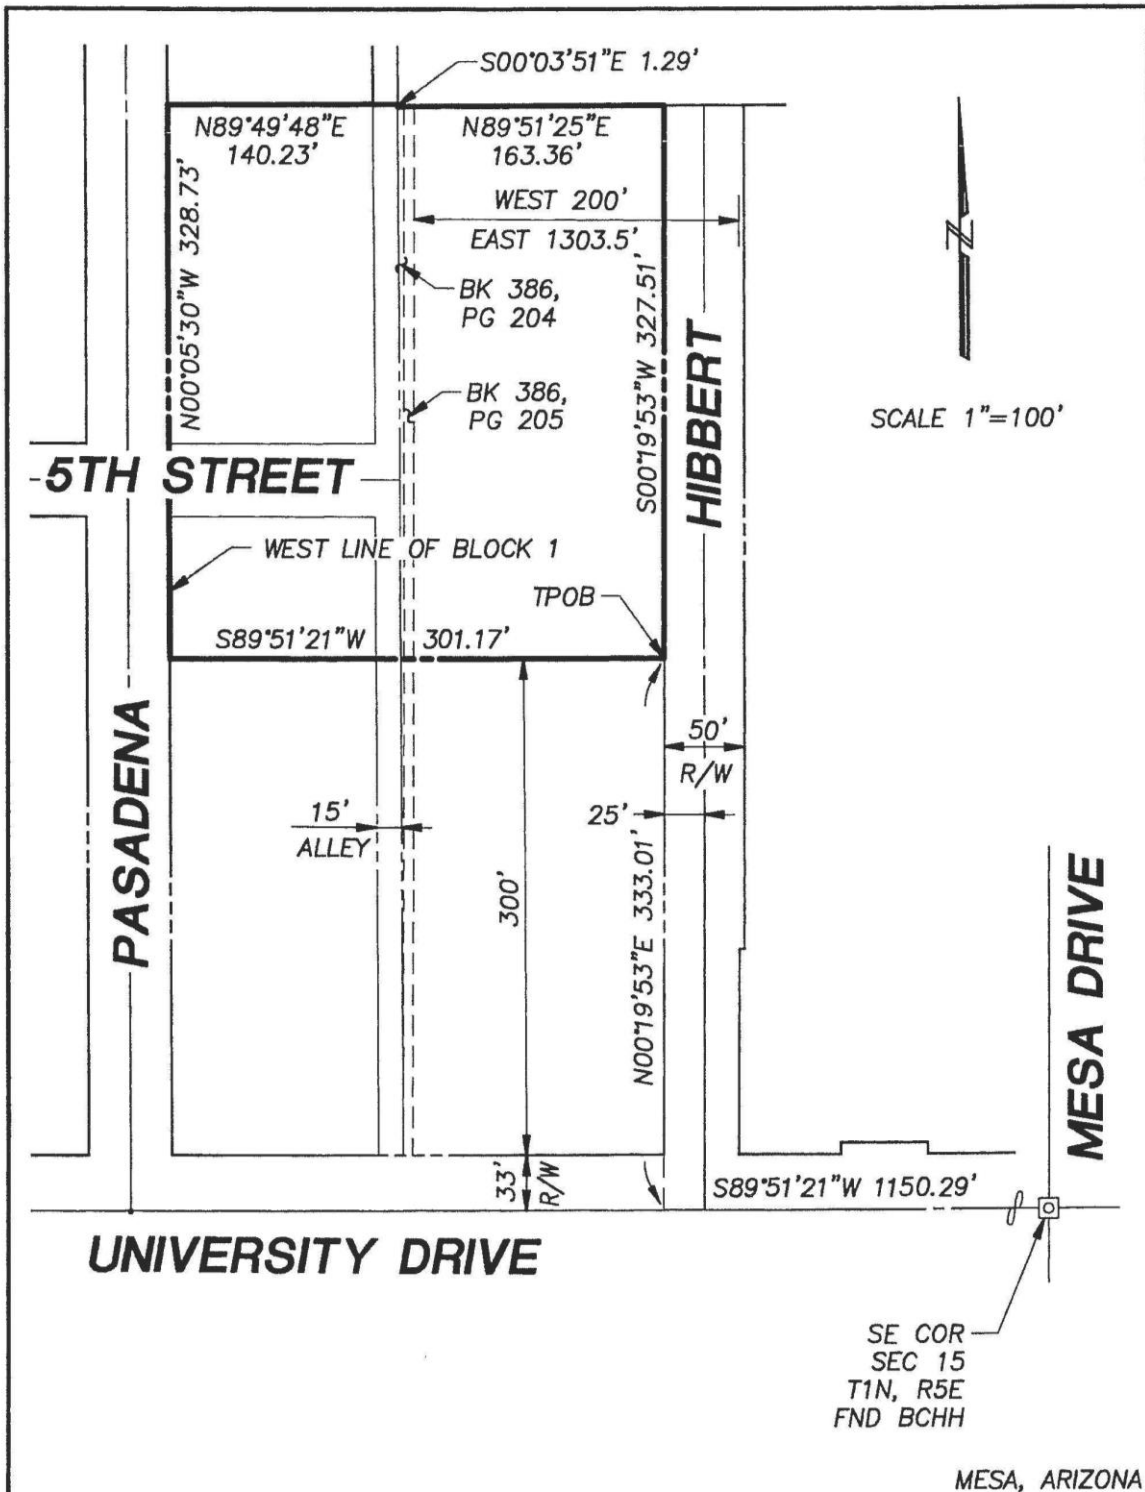 S00°03'51"E 1.29'
N89°49'48"E
140.23'
N89°51'25"E
163.36'
WEST 200'
EAST 1303.5'
N00°05'30"W 328.73'
BK 386,
PG 204
BK 386,
PG 205
S00°19'53"W 327.51'
HIBBERT
N
SCALE 1"=100'
5TH STREET
WEST LINE OF BLOCK 1
TPOB
S89°51'21"W 301.17'
PASADENA
50'
R/W
25'
15'
ALLEY
300'
N00°19'53"E 333.01'
MESA DRIVE
33'
R/W
S89°51'21"W 1150.29'
UNIVERSITY DRIVE
SE COR
SEC 15
T1N, R5E
FND BCHH
MESA, ARIZONA